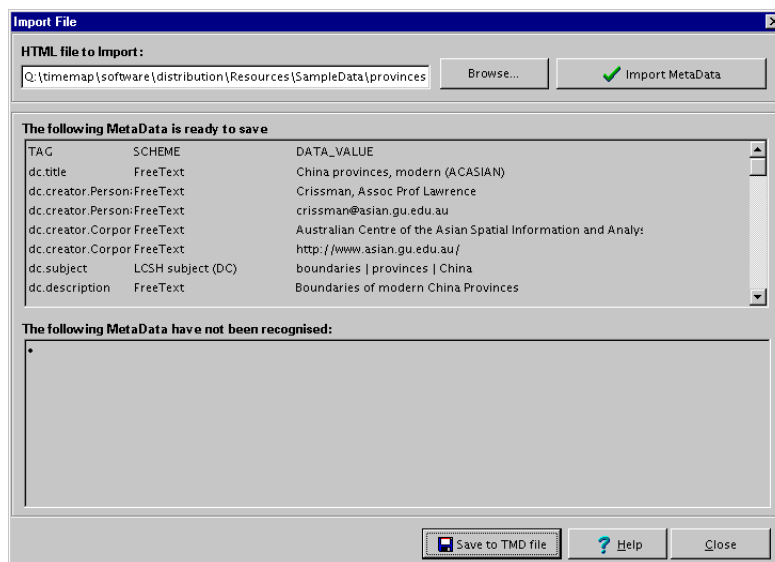 Import File
HTML file to Import:
Q:\timemap\software\distribution\Resources\SampleData\provinces
Browse...
Import MetaData
The following MetaData is ready to save
TAG SCHEME DATA_VALUE
dc.title FreeText China provinces, modern (ACASIAN)
dc.creator.Person: FreeText Crissman, Assoc Prof Lawrence
dc.creator.Person: FreeText crissman@asian.gu.edu.au
dc.creator.Corpor FreeText Australian Centre of the Asian Spatial Information and Analy:
dc.creator.Corpor FreeText http://www.asian.gu.edu.au/
dc.subject LCSH subject (DC) boundaries | provinces | China
dc.description FreeText Boundaries of modern China Provinces
The following MetaData have not been recognised:
Save to TMD file
? Help
Close